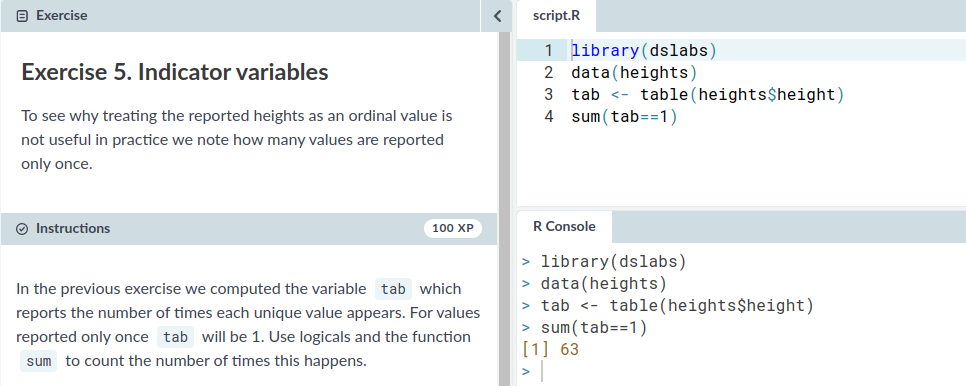 Exercise
Exercise 5. Indicator variables
To see why treating the reported heights as an ordinal value is
not useful in practice we note how many values are reported
only once.
Instructions
100 XP
In the previous exercise we computed the variable tab which
reports the number of times each unique value appears. For values
reported only once tab will be 1. Use logicals and the function
sum to count the number of times this happens.
script.R
1 library(dslabs)
2 data(heights)
3 tab <- table(heights$height)
4 sum(tab==1)
R Console
> library(dslabs)
> data(heights)
> tab <- table(heights$height)
> sum(tab==1)
[1] 63
>